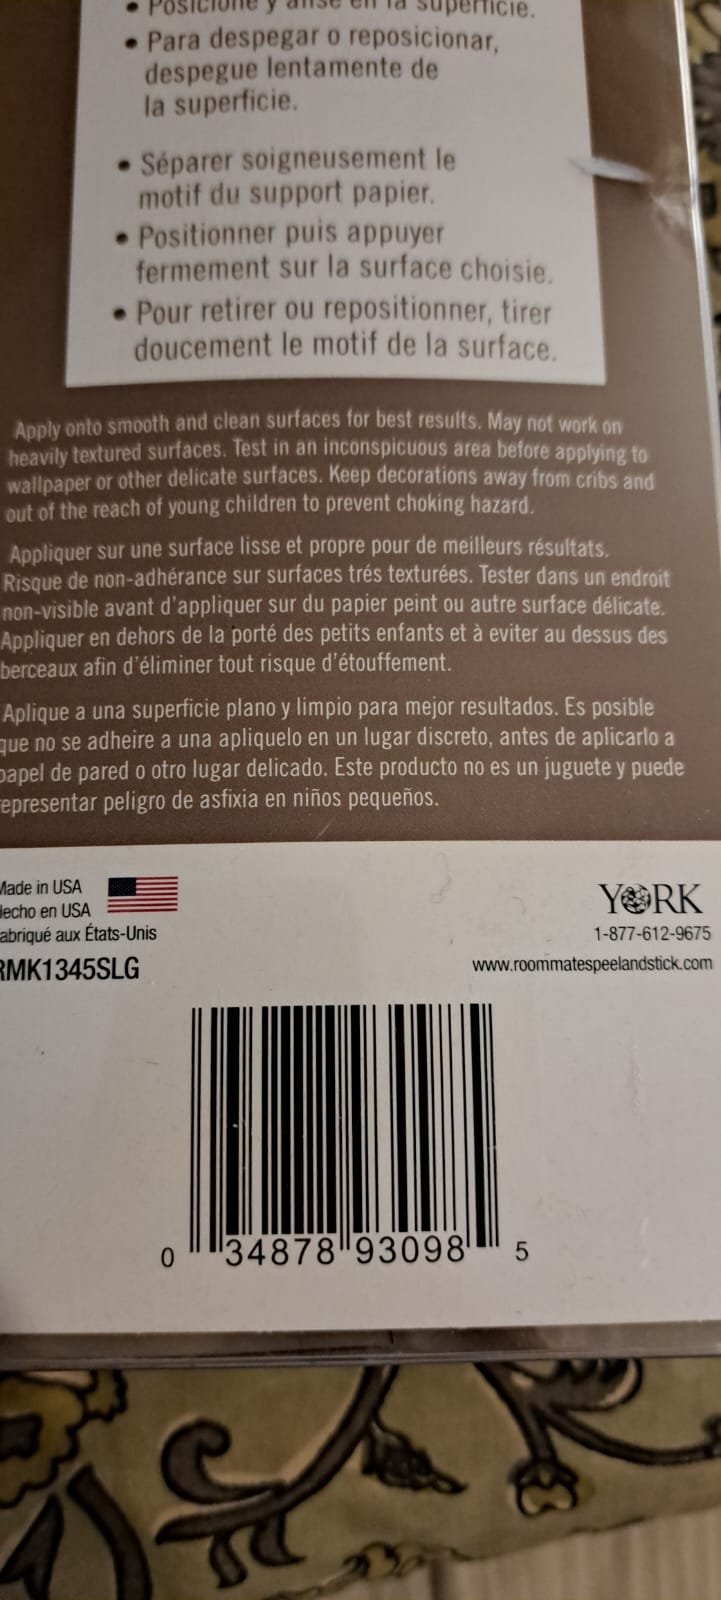 • Posicione y alise en la superficie.
• Para despegar o reposicionar,
despegue lentamente de
la superficie.
• Séparer soigneusement le
motif du support papier.
• Positionner puis appuyer
fermement sur la surface choisie.
• Pour retirer ou repositionner, tirer
doucement le motif de la surface.
Apply onto smooth and clean surfaces for best results. May not work on
heavily textured surfaces. Test in an inconspicuous area before applying to
wallpaper or other delicate surfaces. Keep decorations away from cribs and
out of the reach of young children to prevent choking hazard.
Appliquer sur une surface lisse et propre pour de meilleurs résultats.
Risque de non-adhérance sur surfaces trés texturées. Tester dans un endroit
non-visible avant d'appliquer sur du papier peint ou autre surface délicate.
Appliquer en dehors de la porté des petits enfants et à eviter au dessus des
berceaux afin d'éliminer tout risque d'étouffement.
Aplique a una superficie plano y limpio para mejor resultados. Es posible
que no se adheire a una apliquelo en un lugar discreto, antes de aplicarlo a
papel de pared o otro lugar delicado. Este producto no es un juguete y puede
epresentar peligro de asfixia en niños pequeños.
Made in USA
Hecho en USA
abriqué aux États-Unis
RMK1345SLG
YORK
1-877-612-9675
www.roommatespeelandstick.com
0 34878 93098 5